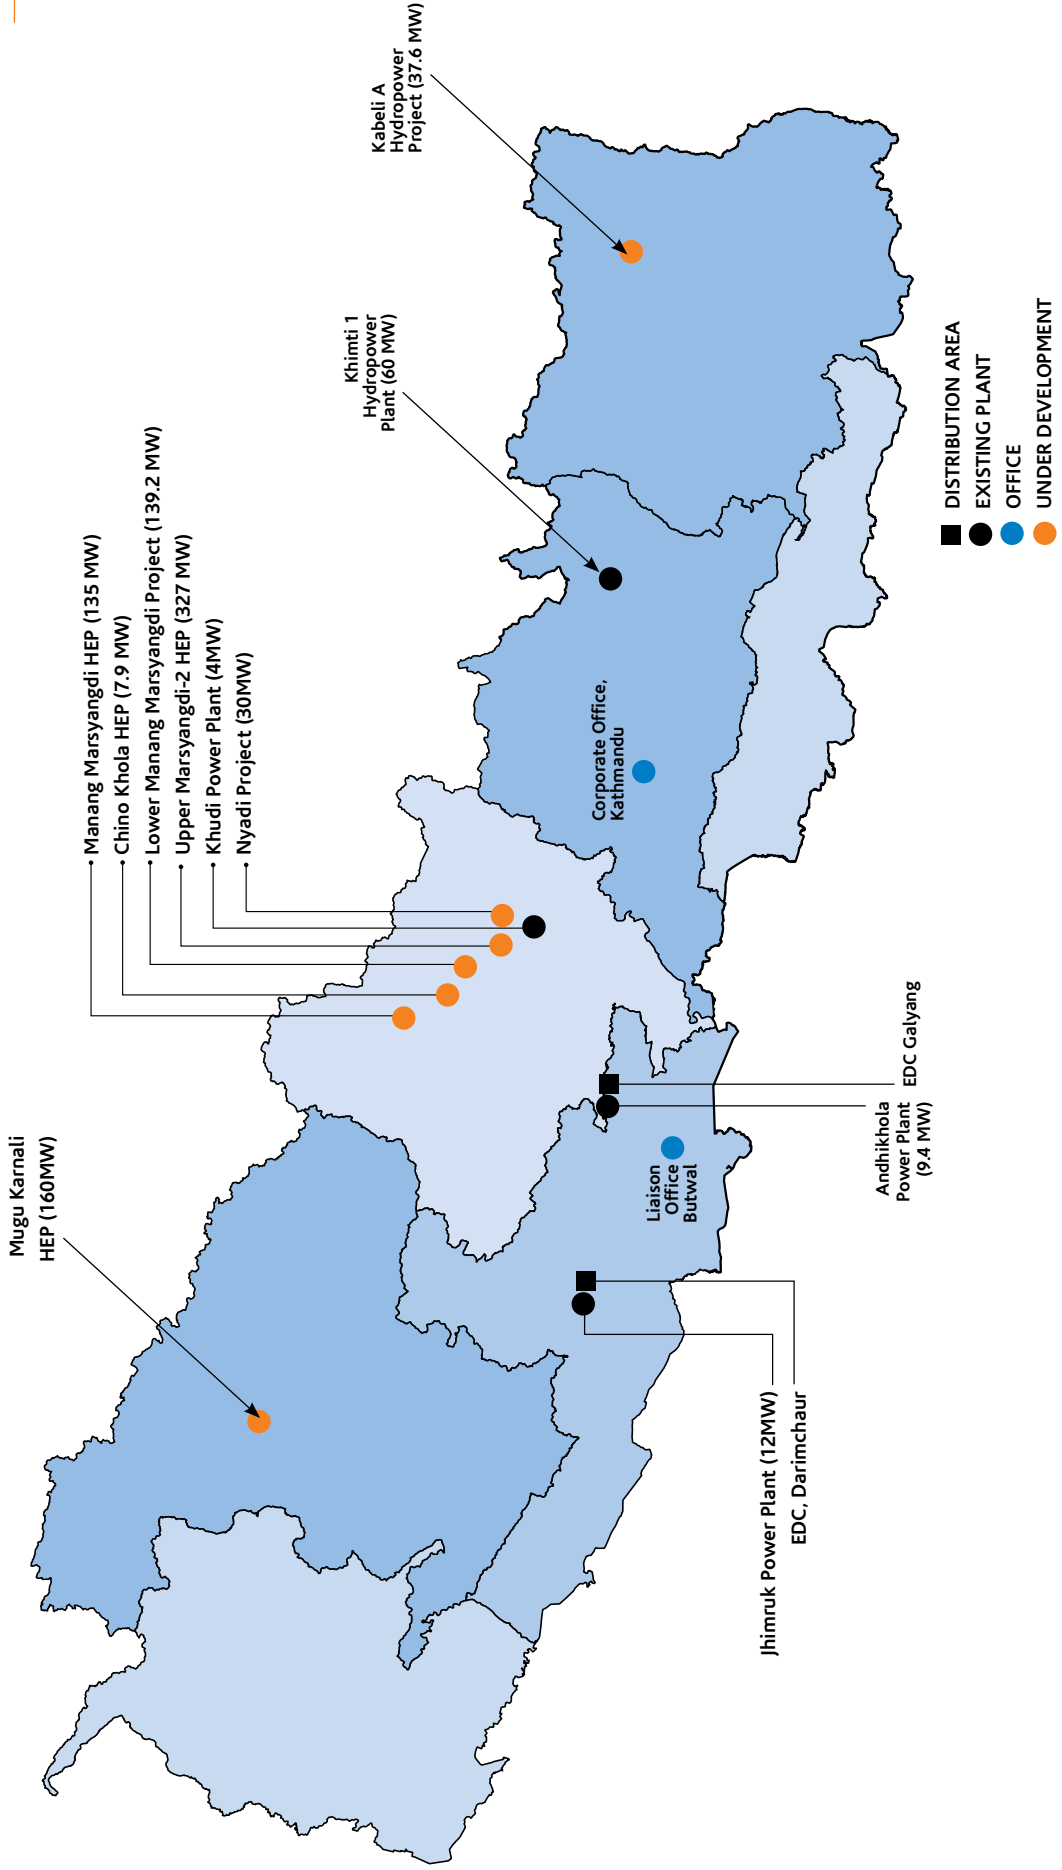 Mugu Karnali
HEP (160MW)
Manang Marsyangdi HEP (135 MW)
Chino Khola HEP (7.9 MW)
Lower Manang Marsyangdi Project (139.2 MW)
Upper Marsyangdi-2 HEP (327 MW)
Khudi Power Plant (4MW)
Nyadi Project (30MW)
Khimti 1
Hydropower
Plant (60 MW)
Kabeli A
Hydropower
Project (37.6 MW)
Corporate Office,
Kathmandu
Liaison
Office
Butwal
Jhimruk Power Plant (12MW)
EDC, Darimchaur
Andhikhola
Power Plant
(9.4 MW)
EDC Galyang
DISTRIBUTION AREA
EXISTING PLANT
OFFICE
UNDER DEVELOPMENT